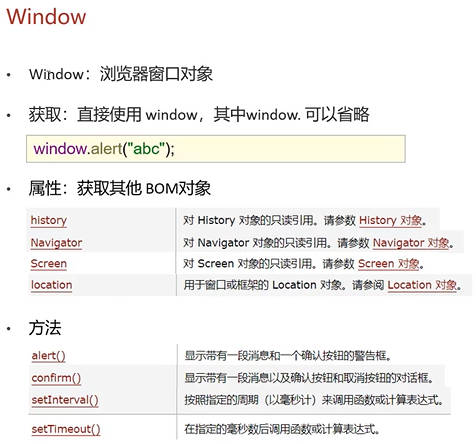 Window
• Window：浏览器窗口对象
• 获取：直接使用 window，其中window. 可以省略
window.alert("abc");
• 属性：获取其他 BOM对象
history 对 History 对象的只读引用。请参数 History 对象。
Navigator 对 Navigator 对象的只读引用。请参数 Navigator 对象。
Screen 对 Screen 对象的只读引用。请参数 Screen 对象。
location 用于窗口或框架的 Location 对象。请参阅 Location 对象。
• 方法
alert() 显示带有一段消息和一个确认按钮的警告框。
confirm() 显示带有一段消息以及确认按钮和取消按钮的对话框。
setInterval() 按照指定的周期（以毫秒计）来调用函数或计算表达式。
setTimeout() 在指定的毫秒数后调用函数或计算表达式。